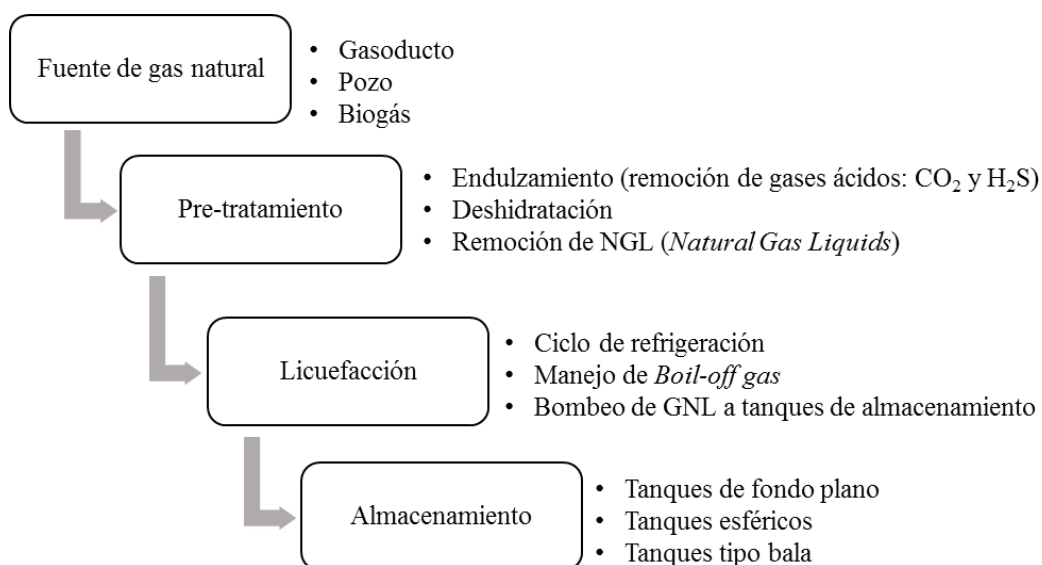 Fuente de gas natural
• Gasoducto
• Pozo
• Biogás
Pre-tratamiento
• Endulzamiento (remoción de gases ácidos: CO₂ y H₂S)
• Deshidratación
• Remoción de NGL (Natural Gas Liquids)
Licuefacción
• Ciclo de refrigeración
• Manejo de Boil-off gas
• Bombeo de GNL a tanques de almacenamiento
Almacenamiento
• Tanques de fondo plano
• Tanques esféricos
• Tanques tipo bala